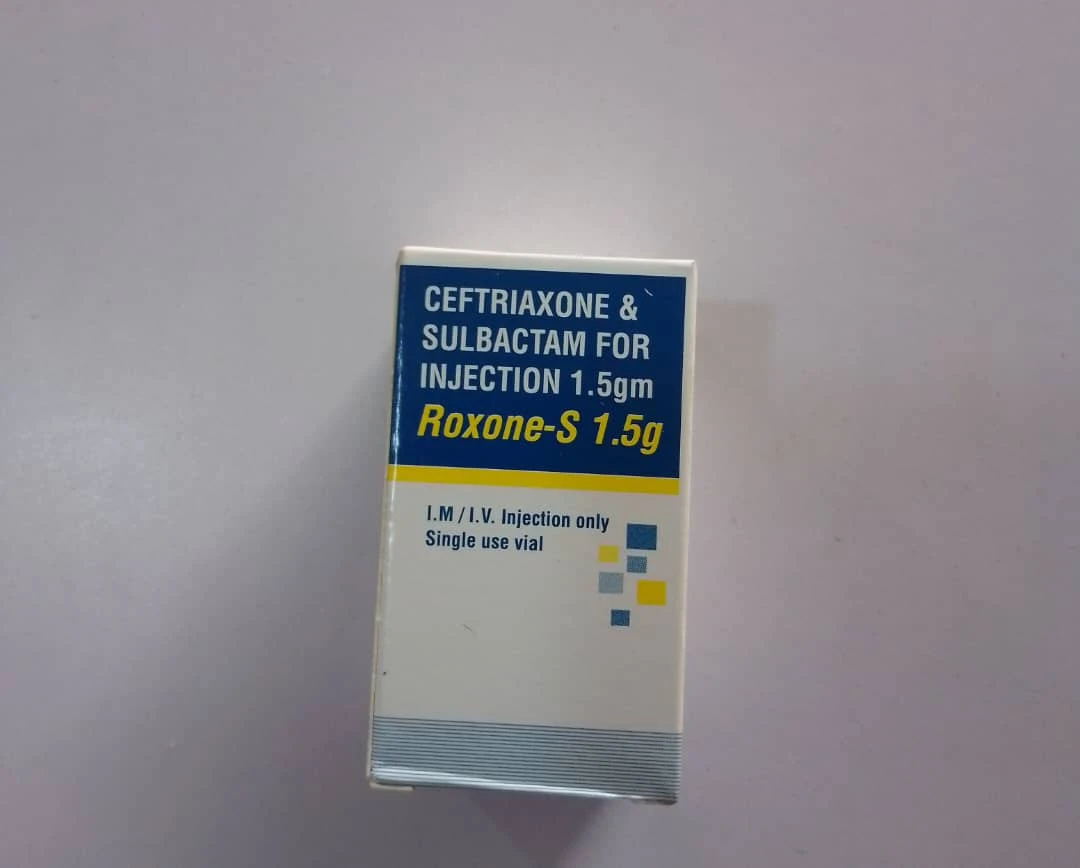 CEFTRIAXONE &
SULBACTAM FOR
INJECTION 1.5gm
Roxone-S 1.5g
I.M / I.V. Injection only
Single use vial